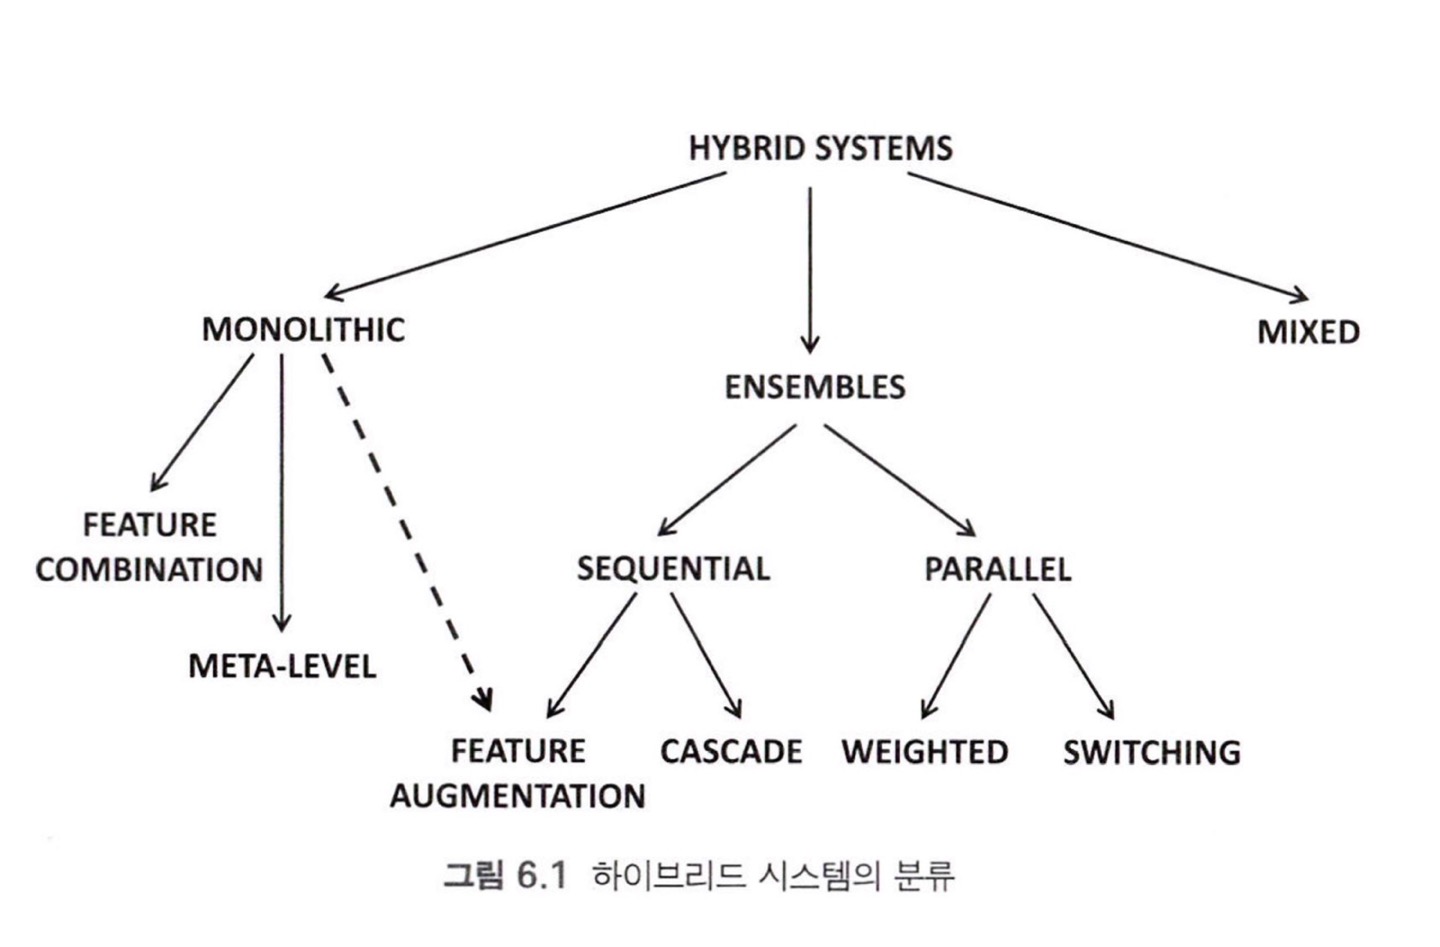 HYBRID SYSTEMS
MONOLITHIC
MIXED
ENSEMBLES
FEATURE
COMBINATION
SEQUENTIAL
PARALLEL
META-LEVEL
FEATURE
AUGMENTATION
CASCADE
WEIGHTED
SWITCHING
그림 6.1 하이브리드 시스템의 분류